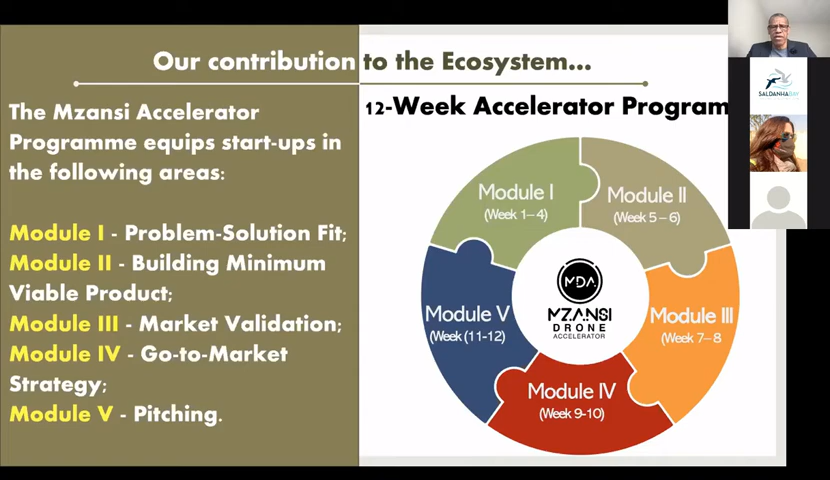 Our contribution to the Ecosystem...
The Mzansi Accelerator
Programme equips start-ups in
the following areas:
Module I - Problem-Solution Fit;
Module II - Building Minimum
Viable Product;
Module III - Market Validation;
Module IV - Go-to-Market
Strategy;
Module V - Pitching.
12-Week Accelerator Program
Module I
(Week 1–4)
Module II
(Week 5–6)
Module III
(Week 7–8
Module IV
(Week 9-10)
Module V
(Week (11-12)
MDA
MZANSI
DRONE
ACCELERATOR
SALDANHABAY